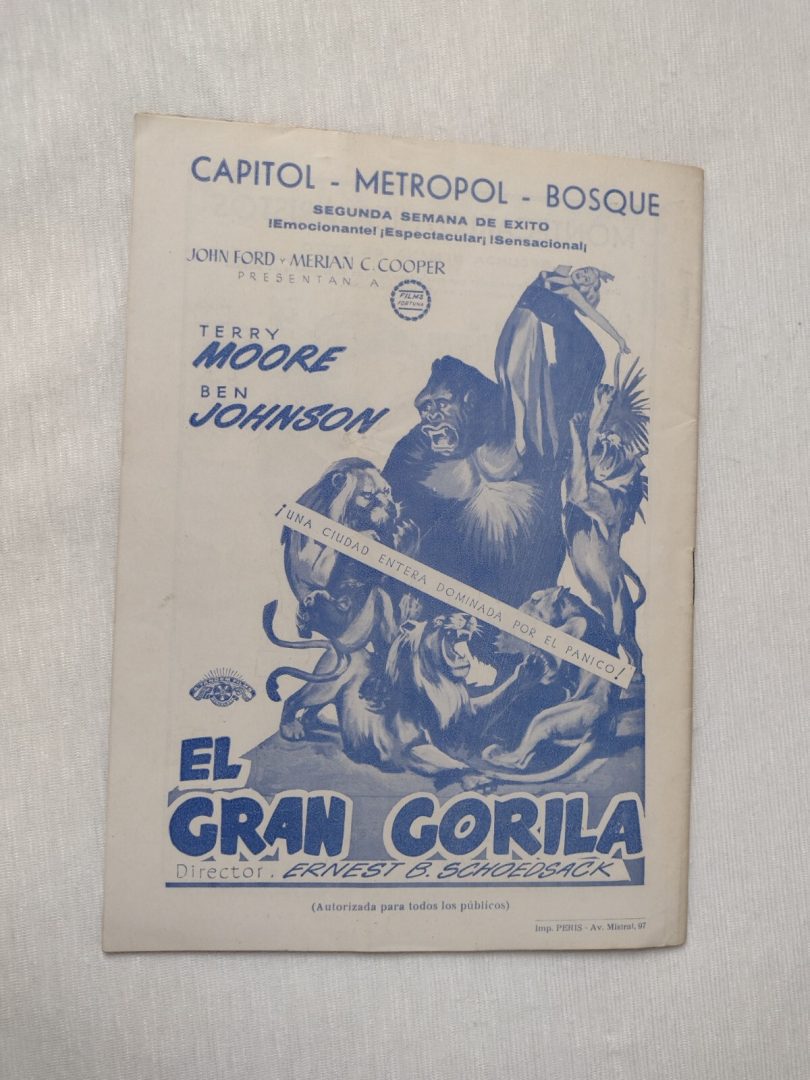 CAPITOL - METROPOL - BOSQUE
SEGUNDA SEMANA DE EXITO
¡Emocionante! ¡Espectacular¡ ¡Sensacional¡
JOHN FORD Y MERIAN C. COOPER
PRESENTAN A
FILMS
FORTUNA
TERRY
MOORE
BEN
JOHNSON
¡UNA CIUDAD ENTERA DOMINADA POR EL PANICO!
EL
GRAN GORILA
Director. ERNEST B. SCHOEDSACK
(Autorizada para todos los públicos)
Imp. PERIS - Av. Mistral, 97